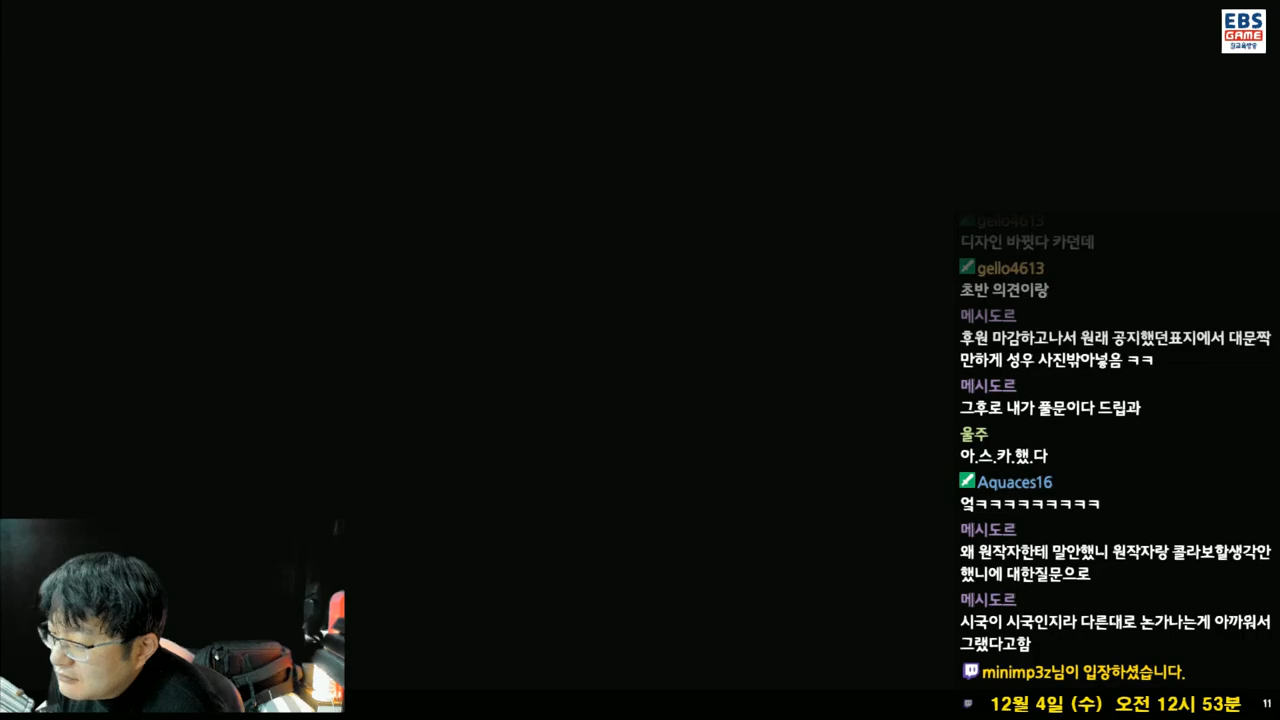 EBS
GAME
참교육방송
gello4613
디자인 바뀟다 카던데
gello4613
초반 의견이랑
메시도르
후원 마감하고나서 원래 공지했던표지에서 대문짝
만하게 성우 사진밖아넣음 ㅋㅋ
메시도르
그후로 내가 풀문이다 드립과
울주
아.스.카.했.다
Aquaces16
엌ㅋㅋㅋㅋㅋㅋㅋㅋㅋ
메시도르
왜 원작자한테 말안했니 원작자랑 콜라보할생각안
했니에 대한질문으로
메시도르
시국이 시국인지라 다른대로 논가나는게 아까워서
그랬다고함
minimp3z님이 입장하셨습니다.
12월 4일 (수) 오전 12시 53분
11